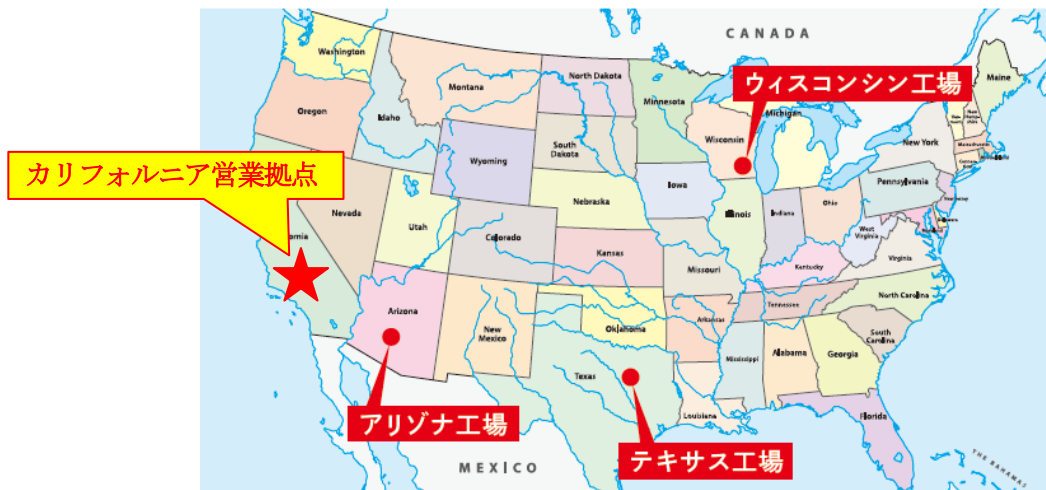 CANADA
Washington
Montana
North Dakota
Minnesota
Maine
ウィスコンシン工場
Michigan
Oregon
Idaho
Wisconsin
New York
South
Dakota
Wyoming
カリフォルニア営業拠点
Iowa
Pennsylvania
Nebraska
Nevada
Utah
Colorado
Illinois
Indiana
Ohio
West
Virginia
Virginia
Kansas
Missouri
Kentucky
Arizona
New
Mexico
Oklahoma
Arkansas
Tennessee
North Carolina
South
Carolina
Texas
Mississippi
Alabama
Georgia
Louisiana
Florida
アリゾナ工場
テキサス工場
MEXICO
THE BAHAMAS